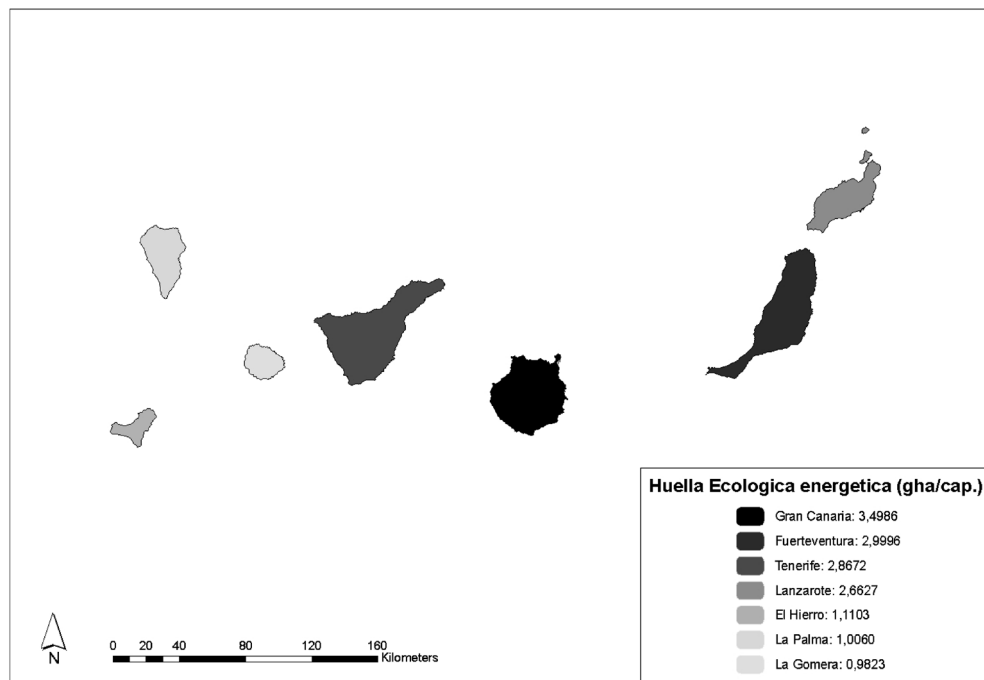 Huella Ecologica energetica (gha/cap.)
Gran Canaria: 3,4986
Fuerteventura: 2,9996
Tenerife: 2,8672
Lanzarote: 2,6627
El Hierro: 1,1103
La Palma: 1,0060
La Gomera: 0,9823
N
0 20 40 80 120 160
Kilometers